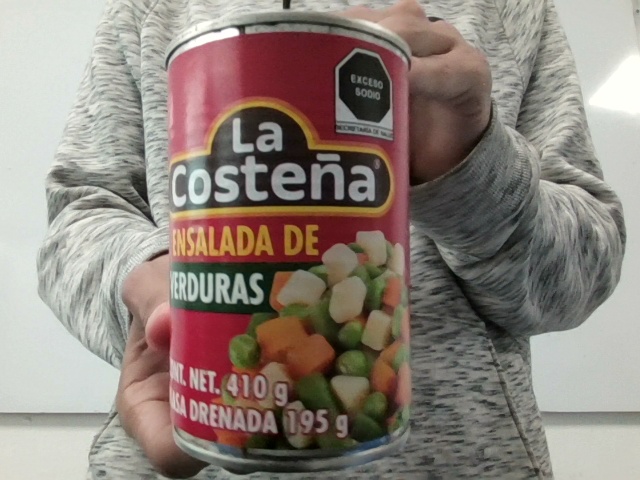 EXCESO
SODIO
SECRETARÍA DE SALUD
La
Costeña®
ENSALADA DE
VERDURAS
CONT. NET. 410 g
MASA DRENADA 195 g